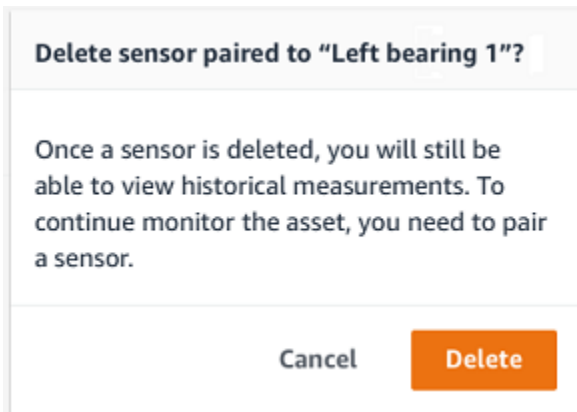 Delete sensor paired to “Left bearing 1”?
Once a sensor is deleted, you will still be
able to view historical measurements. To
continue monitor the asset, you need to pair
a sensor.
Cancel Delete